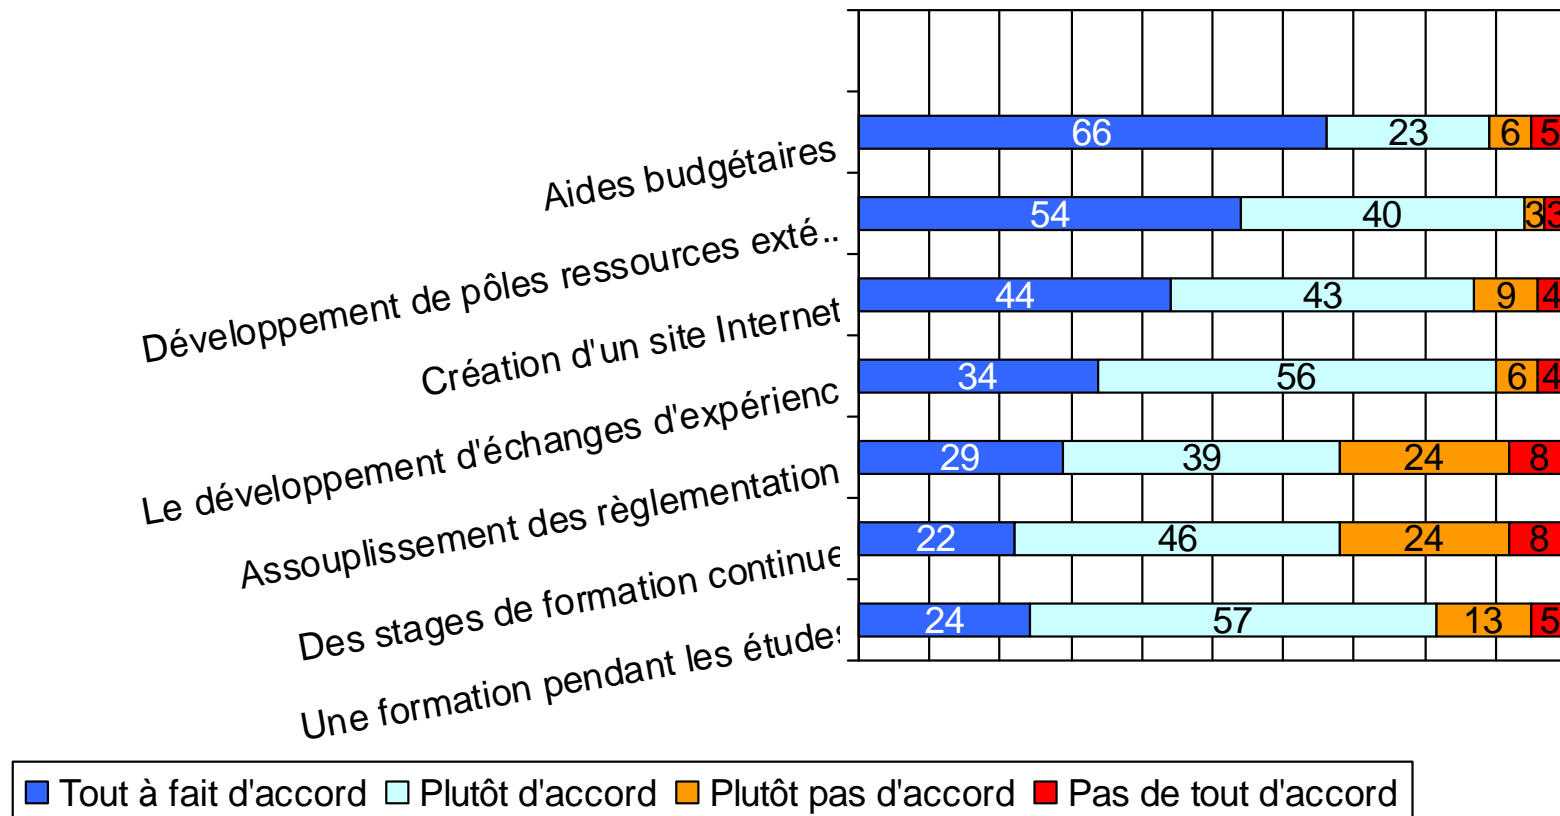 66 23 6 5
Aides budgétaires
54 40 3 3
Développement de pôles ressources exté..
44 43 9 4
Création d'un site Internet
34 56 6 4
Le développement d'échanges d'expérienc
29 39 24 8
Assouplissement des règlementation
22 46 24 8
Des stages de formation continue
24 57 13 5
Une formation pendant les études
Tout à fait d'accord Plutôt d'accord Plutôt pas d'accord Pas de tout d'accord